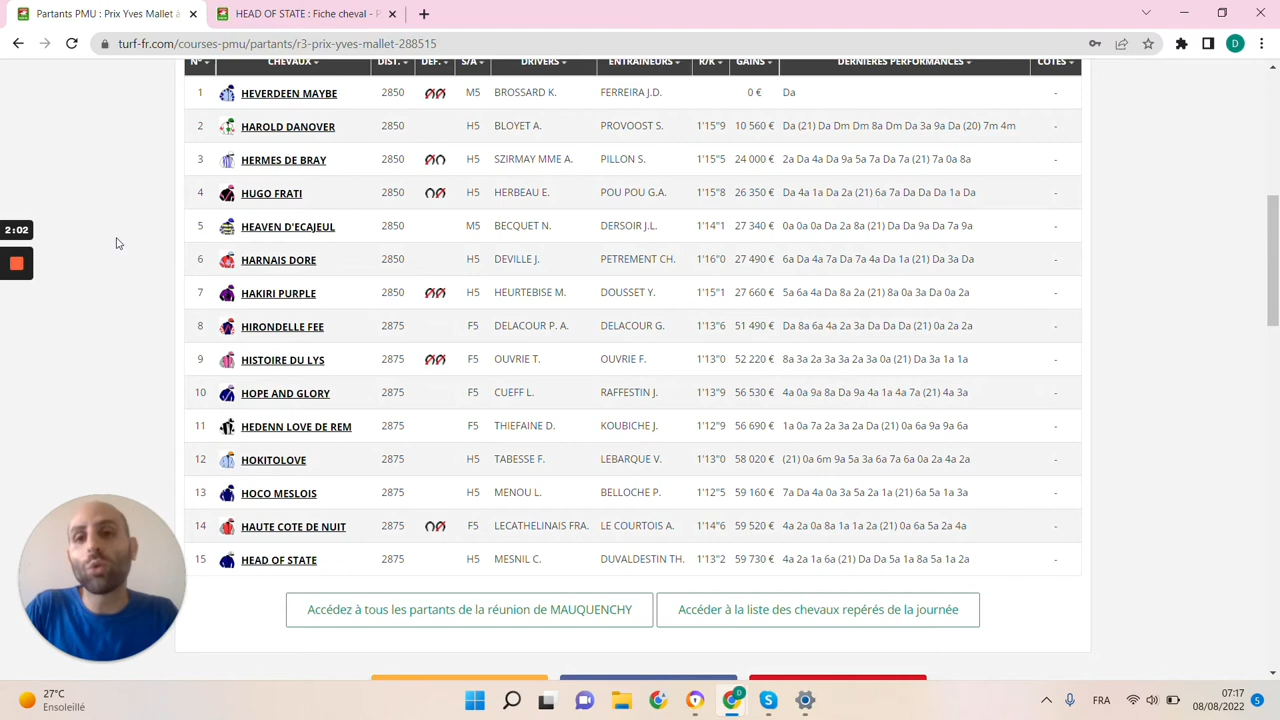 Partants PMU : Prix Yves Mallet à
HEAD OF STATE : Fiche cheval - P
turf-fr.com/courses-pmu/partants/r3-prix-yves-mallet-288515
D
N° CHEVAUX DIST. DEF. S/A DRIVERS ENTRAINEURS R/K GAINS DERNIÈRES PERFORMANCES COTES
1 HEVERDEEN MAYBE 2850 M5 BROSSARD K. FERREIRA J.D. 0 € Da -
2 HAROLD DANOVER 2850 H5 BLOYET A. PROVOOST S. 1'15"9 10 560 € Da (21) Da Dm Dm 8a Dm Da 3a 9a Da (20) 7m 4m -
3 HERMES DE BRAY 2850 H5 SZIRMAY MME A. PILLON S. 1'15"5 24 000 € 2a Da 4a Da 9a 5a 7a Da 7a (21) 7a 0a 8a -
4 HUGO FRATI 2850 H5 HERBEAU E. POU POU G.A. 1'15"8 26 350 € Da 4a 1a Da 2a (21) 6a 7a Da Da Da 1a Da -
5 HEAVEN D'ECAJEUL 2850 M5 BECQUET N. DERSOIR J.L. 1'14"1 27 340 € 0a 0a 0a Da 2a 8a (21) Da Da 9a Da 7a 9a -
6 HARNAIS DORE 2850 H5 DEVILLE J. PETREMENT CH. 1'16"0 27 490 € 6a Da 4a 7a Da 7a 4a Da 1a (21) Da 3a Da -
7 HAKIRI PURPLE 2850 H5 HEURTEBISE M. DOUSSET Y. 1'15"1 27 660 € 5a 6a 4a Da 8a 2a (21) 8a 0a 3a Da 0a 2a -
8 HIRONDELLE FEE 2875 F5 DELACOUR P. A. DELACOUR G. 1'13"6 51 490 € Da 8a 6a 4a 2a 3a Da Da Da (21) 0a 2a 2a -
9 HISTOIRE DU LYS 2875 F5 OUVRIE T. OUVRIE F. 1'13"0 52 220 € 8a 3a 2a 3a 3a 2a 3a 0a (21) Da 3a 1a 1a -
10 HOPE AND GLORY 2875 F5 CUEFF L. RAFFESTIN J. 1'13"9 56 530 € 4a 0a 9a 8a Da 9a 4a 1a 4a 7a (21) 4a 3a -
11 HEDENN LOVE DE REM 2875 F5 THIEFAINE D. KOUBICHE J. 1'12"9 56 690 € 1a 0a 7a 2a 3a 2a Da (21) 0a 6a 9a 9a 6a -
12 HOKITOLOVE 2875 H5 TABESSE F. LEBARQUE V. 1'13"0 58 020 € (21) 0a 6m 9a 5a 3a 6a 7a 6a 0a 2a 4a 2a -
13 HOCO MESLOIS 2875 H5 MENOU L. BELLOCHE P. 1'12"5 59 160 € 7a Da 4a 0a 3a 5a 2a 1a (21) 6a 5a 1a 3a -
14 HAUTE COTE DE NUIT 2875 F5 LECATHELINAIS FRA. LE COURTOIS A. 1'14"6 59 520 € 4a 2a 0a 8a 1a 1a 2a (21) 0a 6a 5a 2a 4a -
15 HEAD OF STATE 2875 H5 MESNIL C. DUVALDESTIN TH. 1'13"2 59 730 € 4a 2a 1a 6a (21) Da Da 5a 1a 8a 5a 1a 2a -
2:02
Accédez à tous les partants de la réunion de MAUQUENCHY
Accéder à la liste des chevaux repérés de la journée
27°C
Ensoleillé
D
FRA
07:17
08/08/2022
5